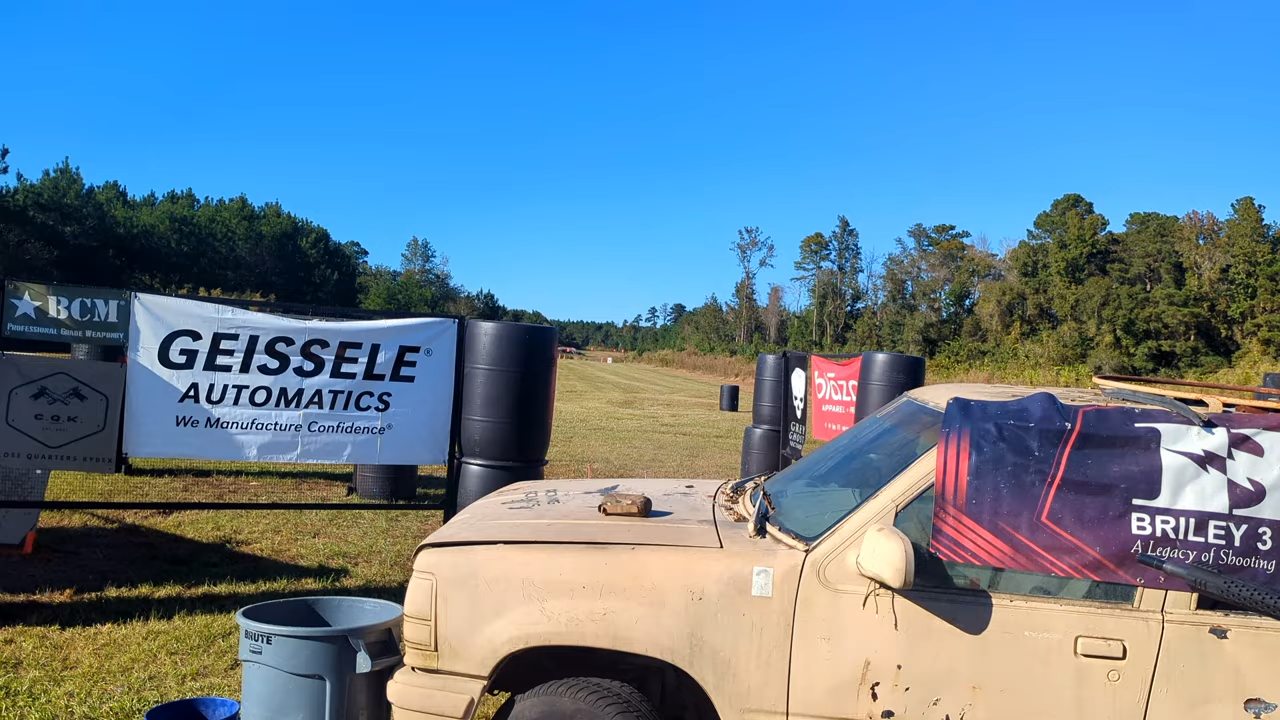 BCM
PROFESSIONAL GRADE WEAPONRY
C.Q.K.
OSE QUARTERS KYDEX
GEISSELE®
AUTOMATICS
We Manufacture Confidence®
BRUTE
GREY
GHOST
APPAREL
BRILEY 3
A Legacy of Shooting